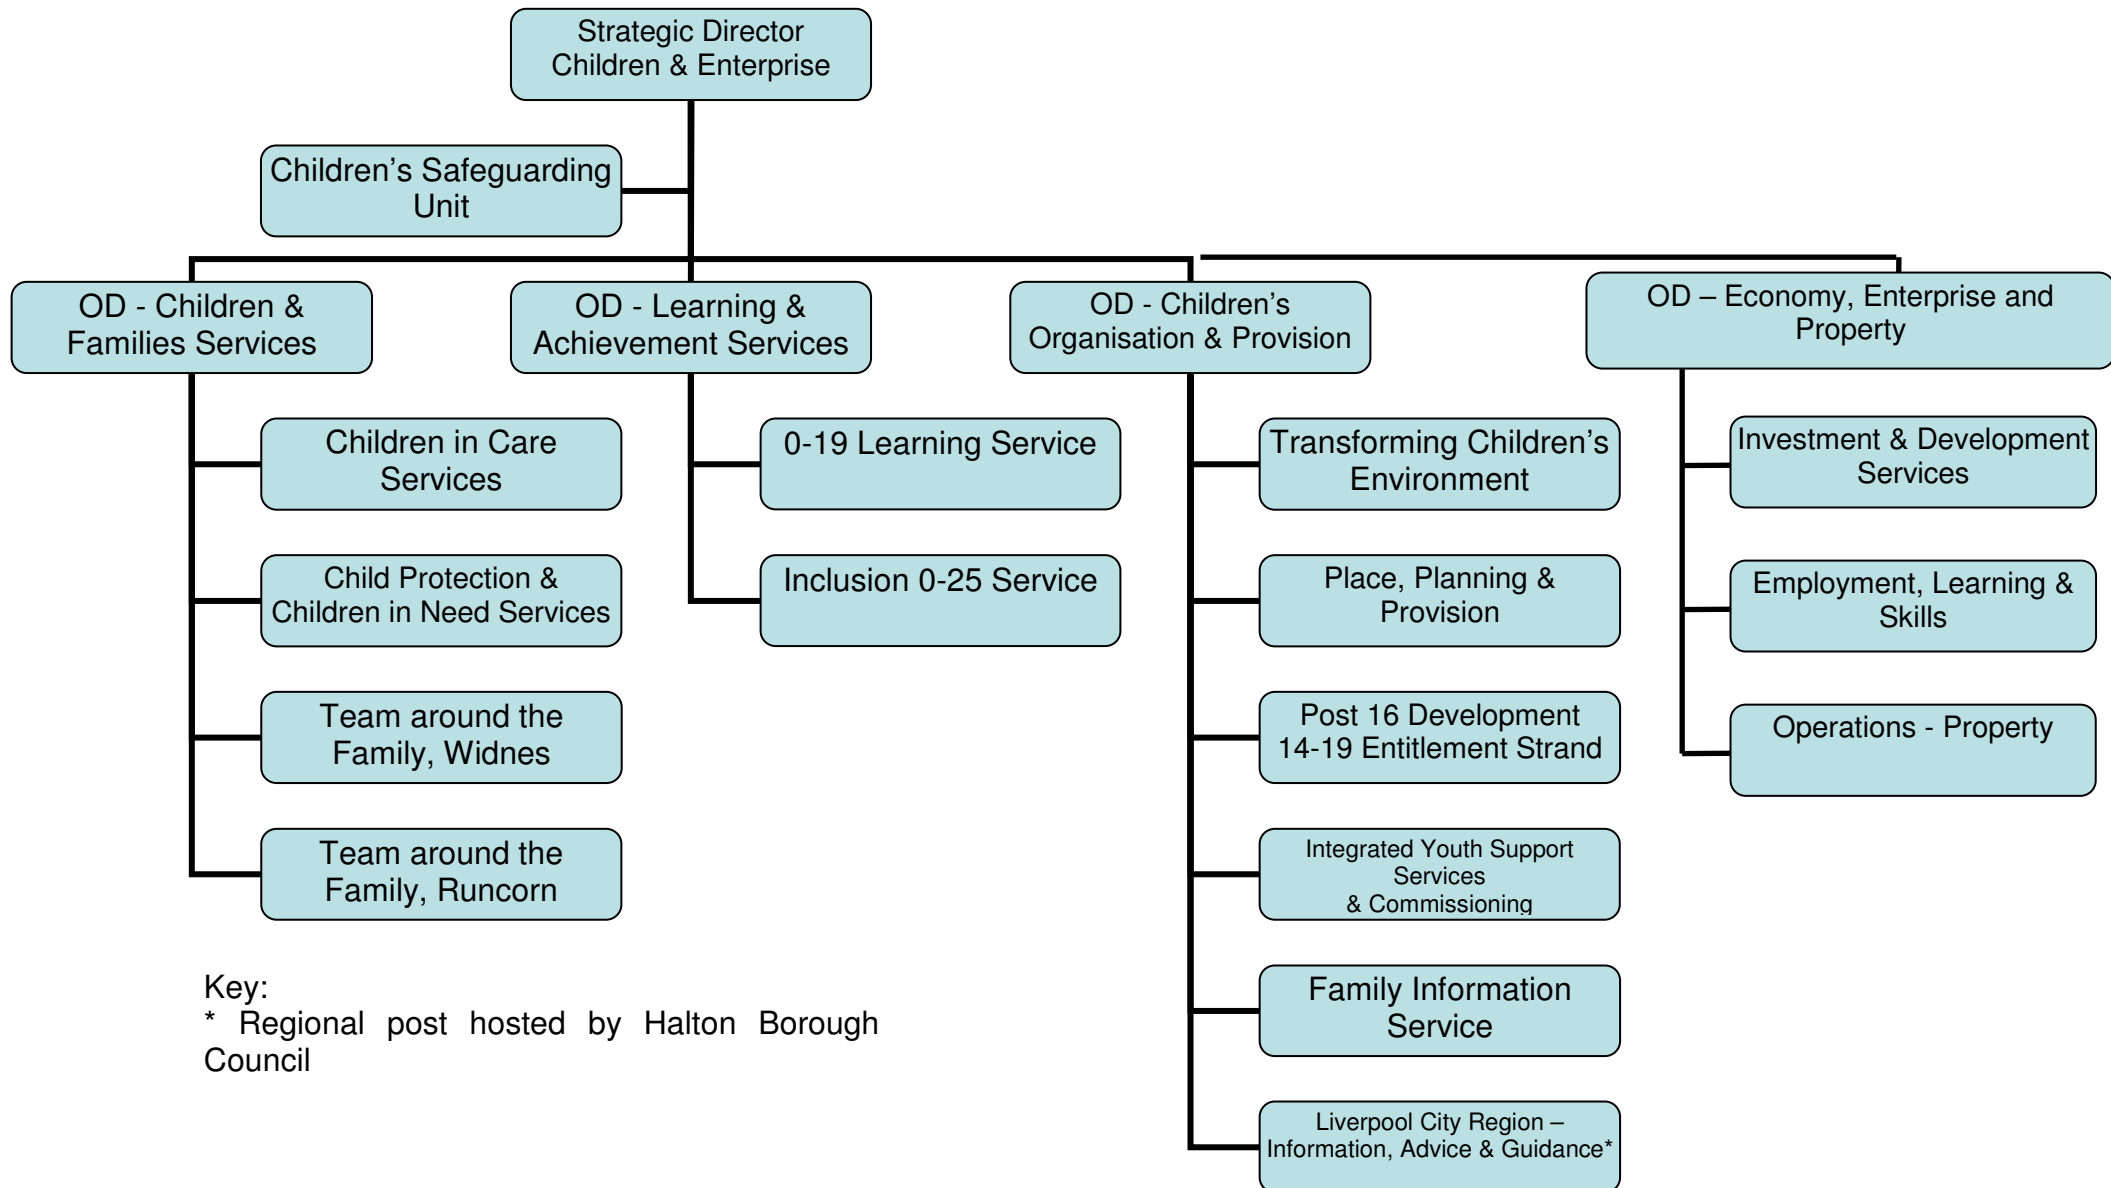 Strategic Director
Children & Enterprise
Children’s Safeguarding
Unit
OD - Children &
Families Services
OD - Learning &
Achievement Services
OD - Children’s
Organisation & Provision
OD – Economy, Enterprise and
Property
Children in Care
Services
Child Protection &
Children in Need Services
Team around the
Family, Widnes
Team around the
Family, Runcorn
0-19 Learning Service
Inclusion 0-25 Service
Transforming Children’s
Environment
Place, Planning &
Provision
Post 16 Development
14-19 Entitlement Strand
Integrated Youth Support
Services
& Commissioning
Family Information
Service
Liverpool City Region –
Information, Advice & Guidance*
Investment & Development
Services
Employment, Learning &
Skills
Operations - Property
Key:
* Regional post hosted by Halton Borough
Council